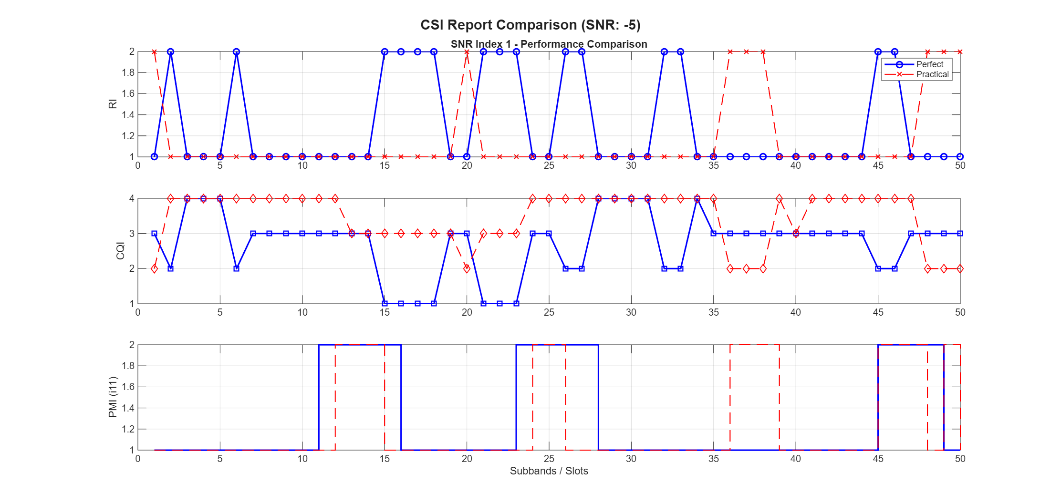 CSI Report Comparison (SNR: -5)
SNR Index 1 - Performance Comparison
2
1.8
1.6
1.4
1.2
1
RI
Perfect
Practical
0 5 10 15 20 25 30 35 40 45 50
4
3
2
1
CQI
0 5 10 15 20 25 30 35 40 45 50
2
1.8
1.6
1.4
1.2
1
PMI (i11)
0 5 10 15 20 25 30 35 40 45 50
Subbands / Slots